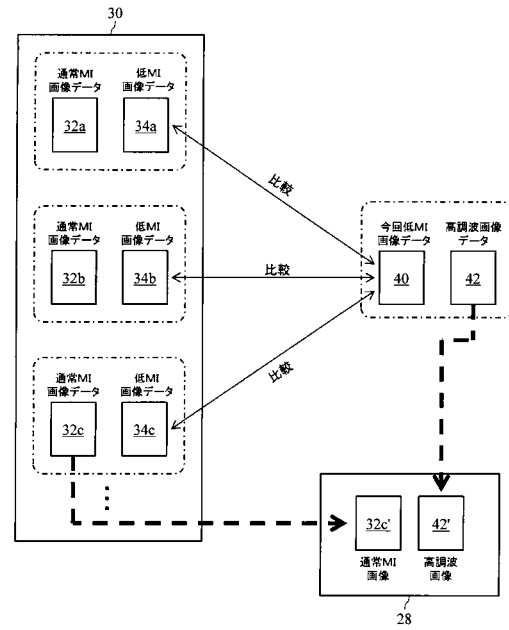 30
通常MI
画像データ
低MI
画像データ
32a
34a
比較
今回低MI
画像データ
高調波画像
データ
40
42
通常MI
画像データ
低MI
画像データ
32b
34b
比較
通常MI
画像データ
低MI
画像データ
32c
34c
比較
32c'
42'
通常MI
画像
高調波
画像
28